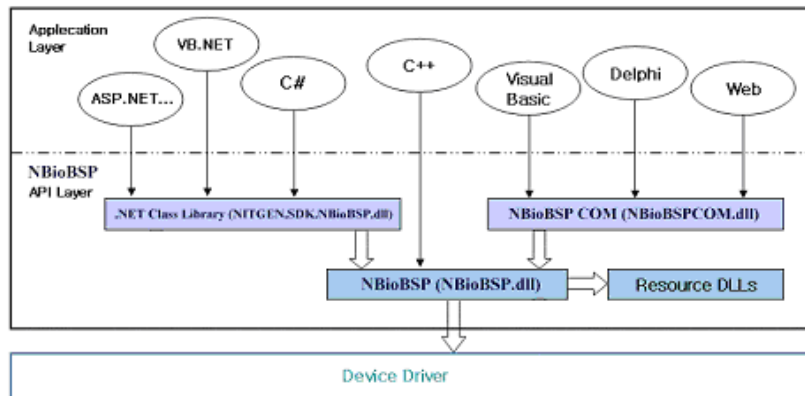 Applecation
Layer
VB.NET
C++
ASP.NET...
C#
Visual
Basic
Delphi
Web
NBioBSP
API Layer
.NET Class Library (NITGEN.SDK.NBioBSP.dll)
NBioBSP COM (NBioBSPCOM.dll)
NBioBSP (NBioBSP.dll)
Resource DLLs
Device Driver